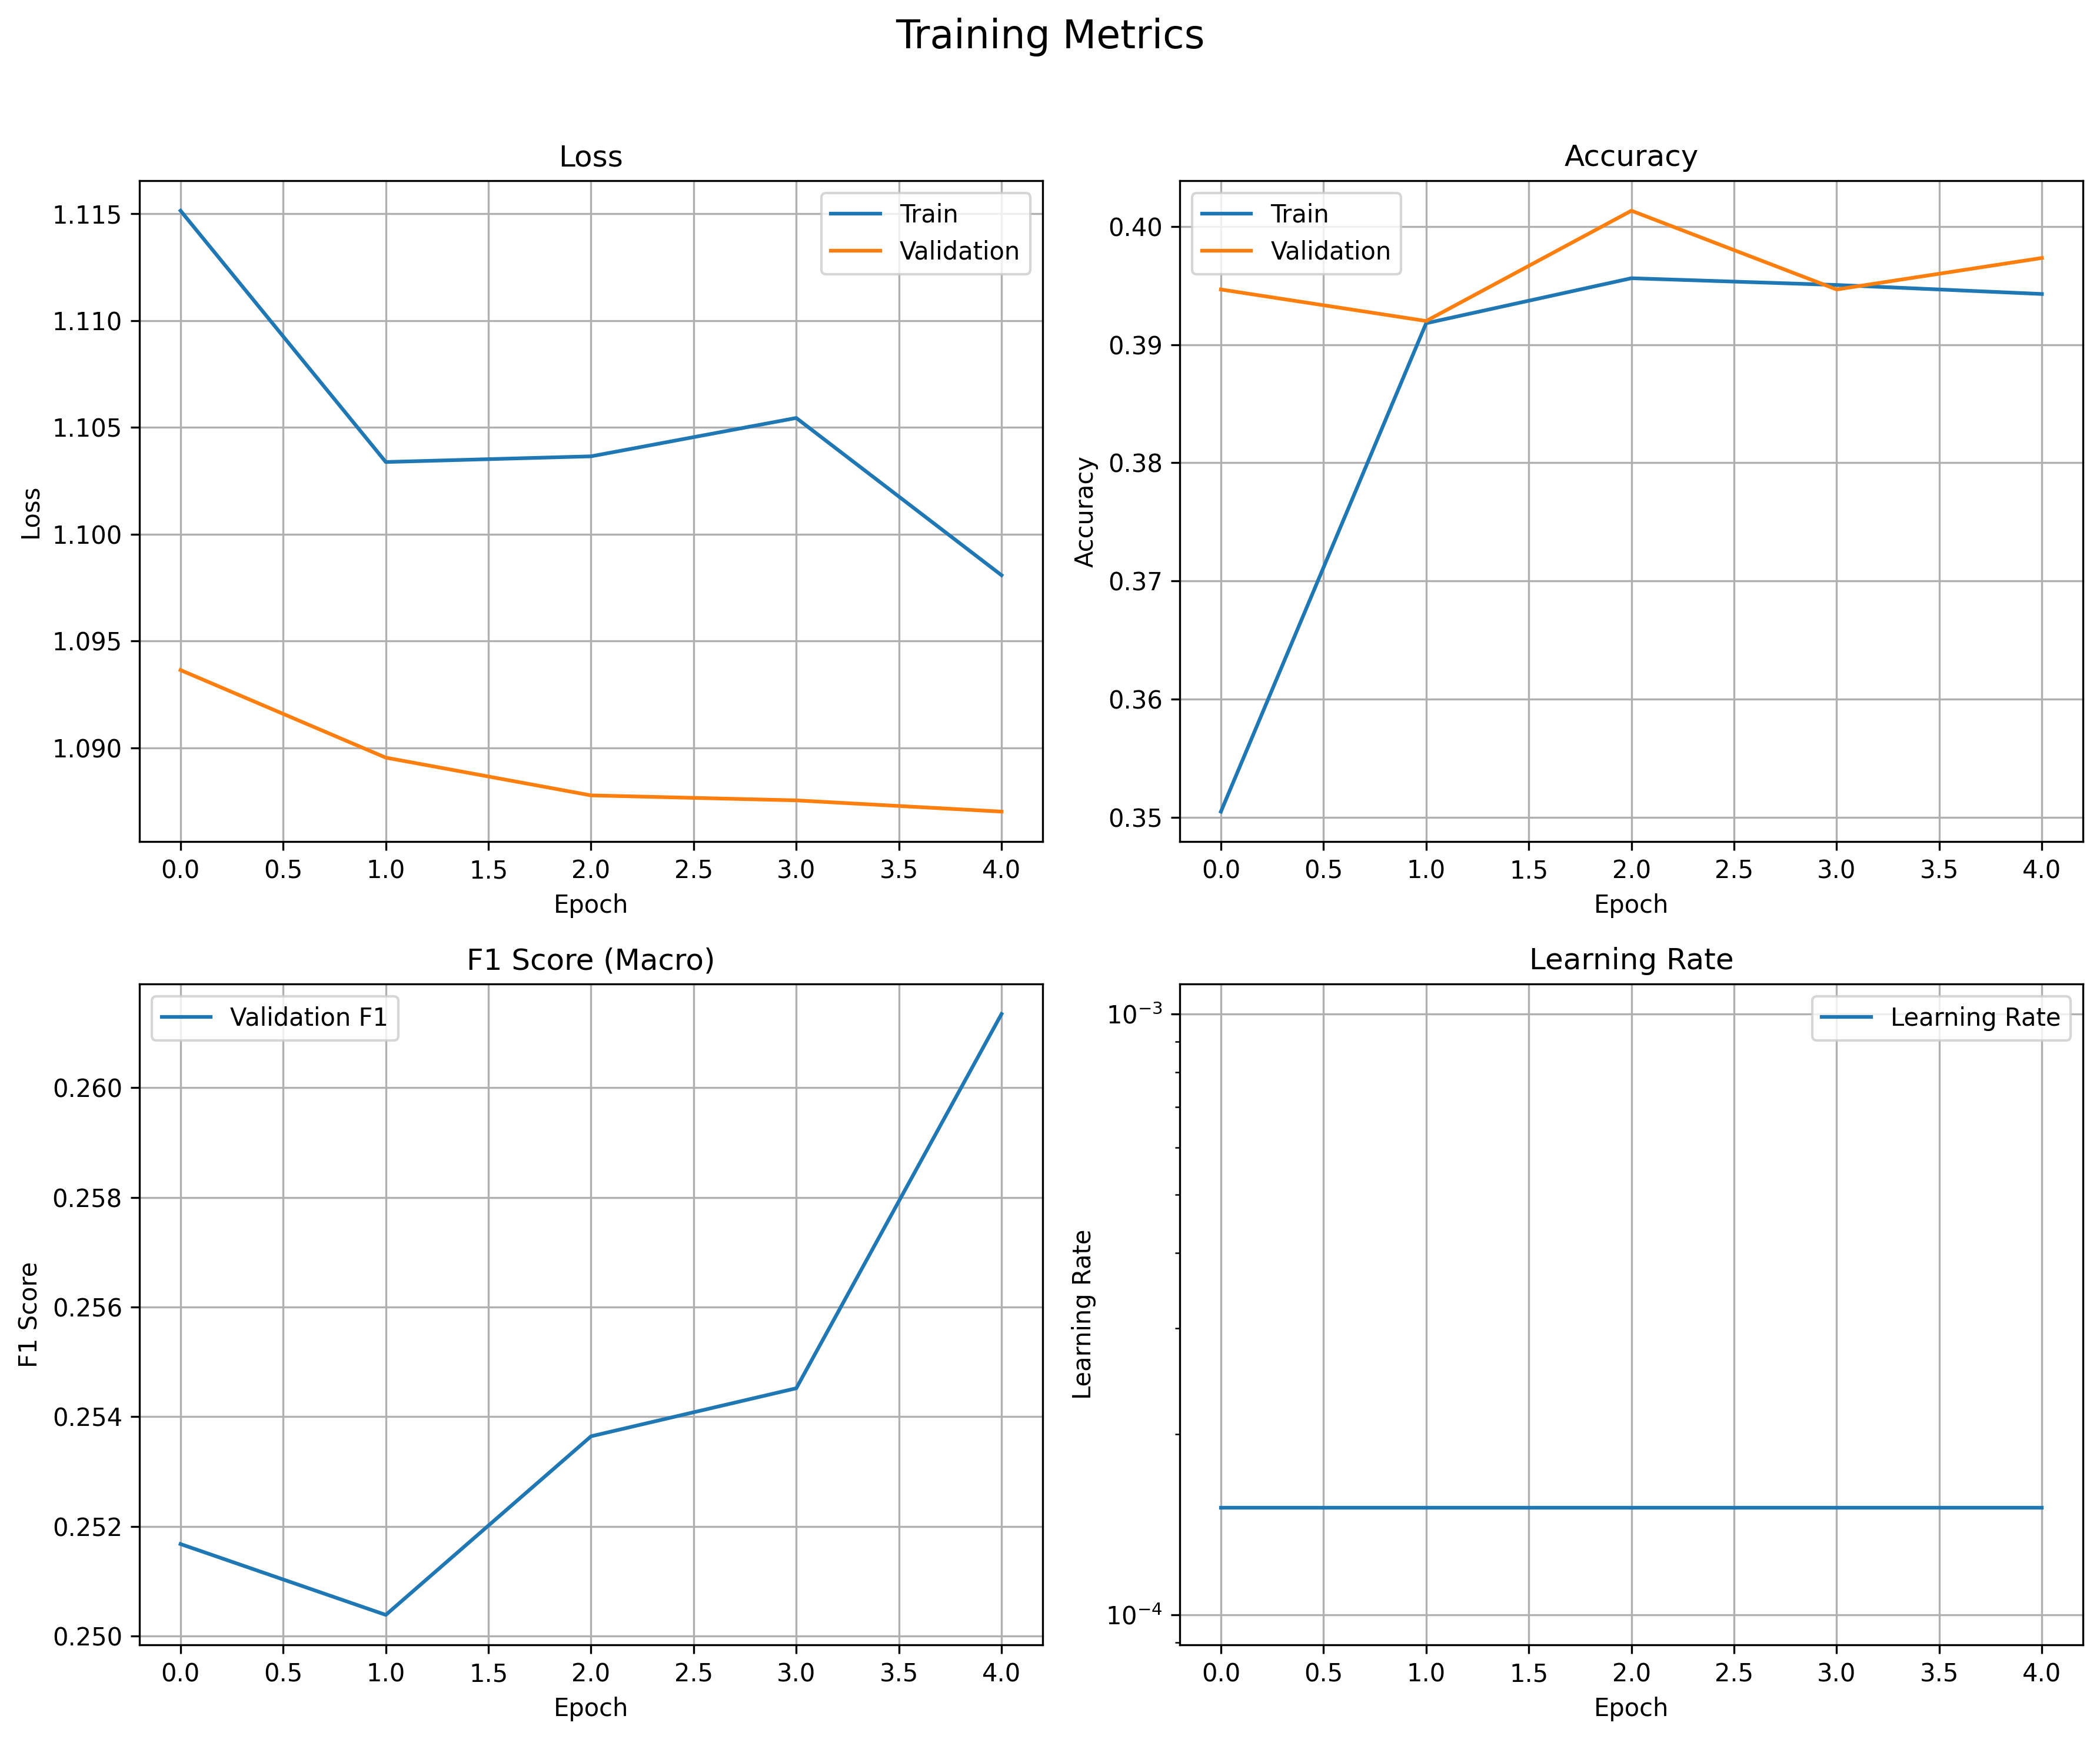 Training Metrics
Loss
1.115
1.110
1.105
1.100
1.095
1.090
Loss
Train
Validation
0.0 0.5 1.0 1.5 2.0 2.5 3.0 3.5 4.0
Epoch
Accuracy
0.40
0.39
0.38
0.37
0.36
0.35
Accuracy
Train
Validation
0.0 0.5 1.0 1.5 2.0 2.5 3.0 3.5 4.0
Epoch
F1 Score (Macro)
0.260
0.258
0.256
0.254
0.252
0.250
F1 Score
Validation F1
0.0 0.5 1.0 1.5 2.0 2.5 3.0 3.5 4.0
Epoch
Learning Rate
10⁻³
10⁻⁴
Learning Rate
Learning Rate
0.0 0.5 1.0 1.5 2.0 2.5 3.0 3.5 4.0
Epoch